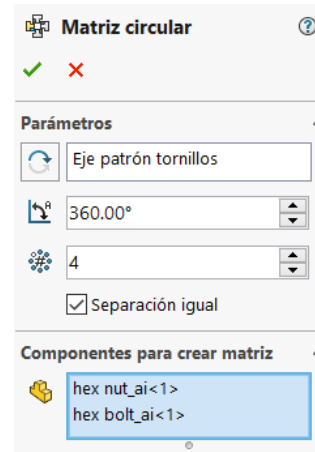 Matriz circular
Parámetros
Eje patrón tornillos
360.00°
4
Separación igual
Componentes para crear matriz
hex nut_ai<1>
hex bolt_ai<1>